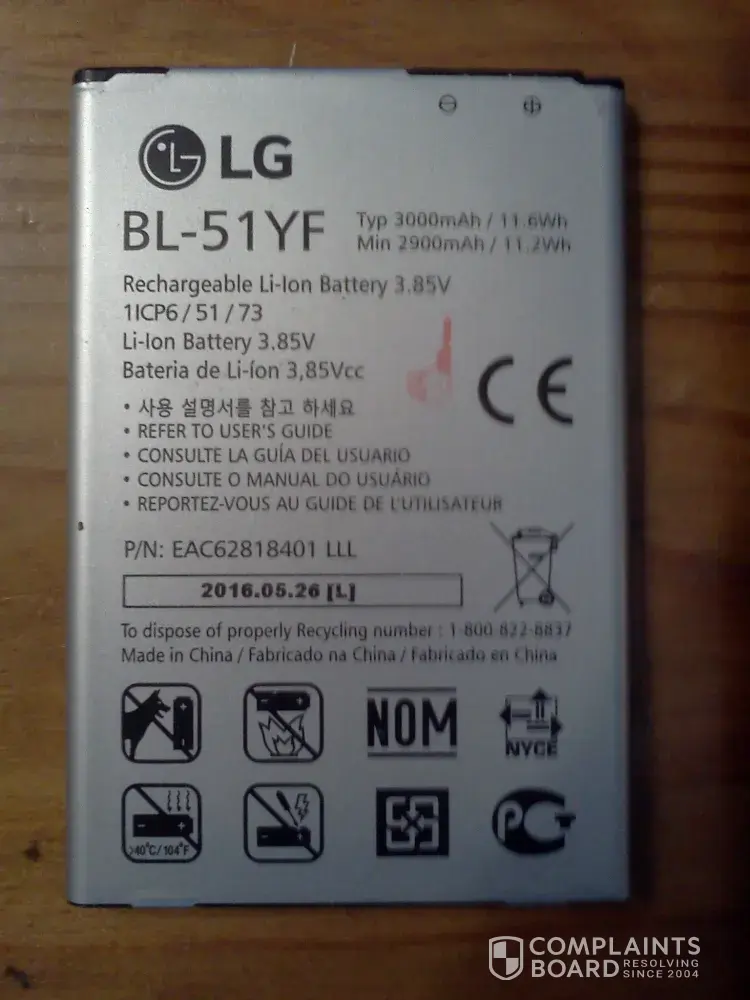 LG
BL-51YF
Typ 3000mAh / 11.6Wh
Min 2900mAh / 11.2Wh
Rechargeable Li-Ion Battery 3.85V
1ICP6 / 51 / 73
Li-Ion Battery 3.85V
Bateria de Li-íon 3,85Vcc
CE
• 사용 설명서를 참고 하세요
• REFER TO USER'S GUIDE
• CONSULTE LA GUÍA DEL USUARIO
• CONSULTE O MANUAL DO USUÁRIO
• REPORTEZ-VOUS AU GUIDE DE L'UTILISATEUR
P/N: EAC62818401 LLL
2016.05.26 [L]
To dispose of properly Recycling number : 1-800-822-8837
Made in China / Fabricado na China / Fabricado en China
NOM
NYCE
>40°C/104°F
COMPLAINTS
BOARD RESOLVING
SINCE 2004